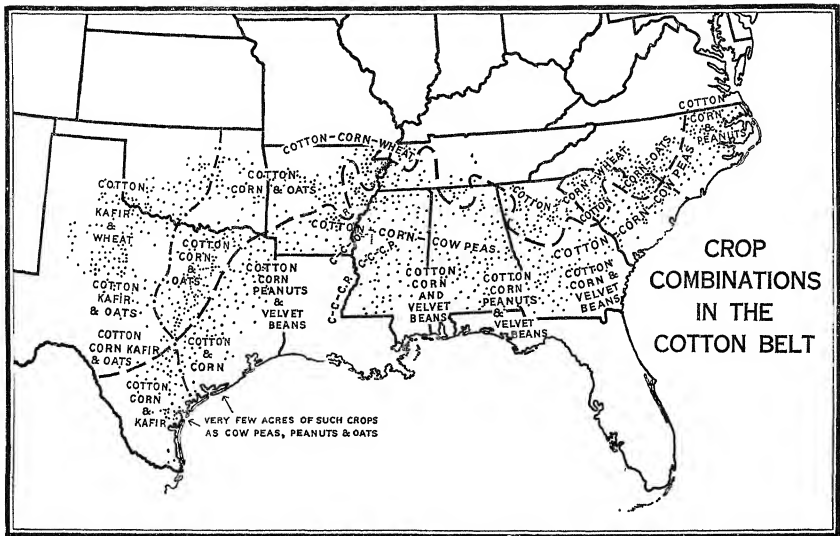 COTTON
CORN
&
PEANUTS
COTTON-CORN-WHEAT
COTTON
CORN & OATS
COTTON
KAFIR
&
WHEAT
COTTON
CORN
&
OATS
COTTON
KAFIR
& OATS
COTTON
CORN KAFIR
& OATS
COTTON
CORN
&
KAFIR
COTTON
&
CORN
COTTON
CORN
PEANUTS
&
VELVET
BEANS
COTTON-CORN-
COW PEAS.
C-C-C.P.
C-C-C.P.
C-C-C.P.
COTTON
CORN
AND
VELVET
BEANS
COTTON
CORN
PEANUTS
&
VELVET
BEANS
COTTON-CORN-WHEAT
COTTON-CORN-OATS
COTTON-CORN-COW PEAS
COTTON
CORN &
VELVET
BEANS
VERY FEW ACRES OF SUCH CROPS
AS COW PEAS, PEANUTS & OATS
CROP
COMBINATIONS
IN THE
COTTON BELT